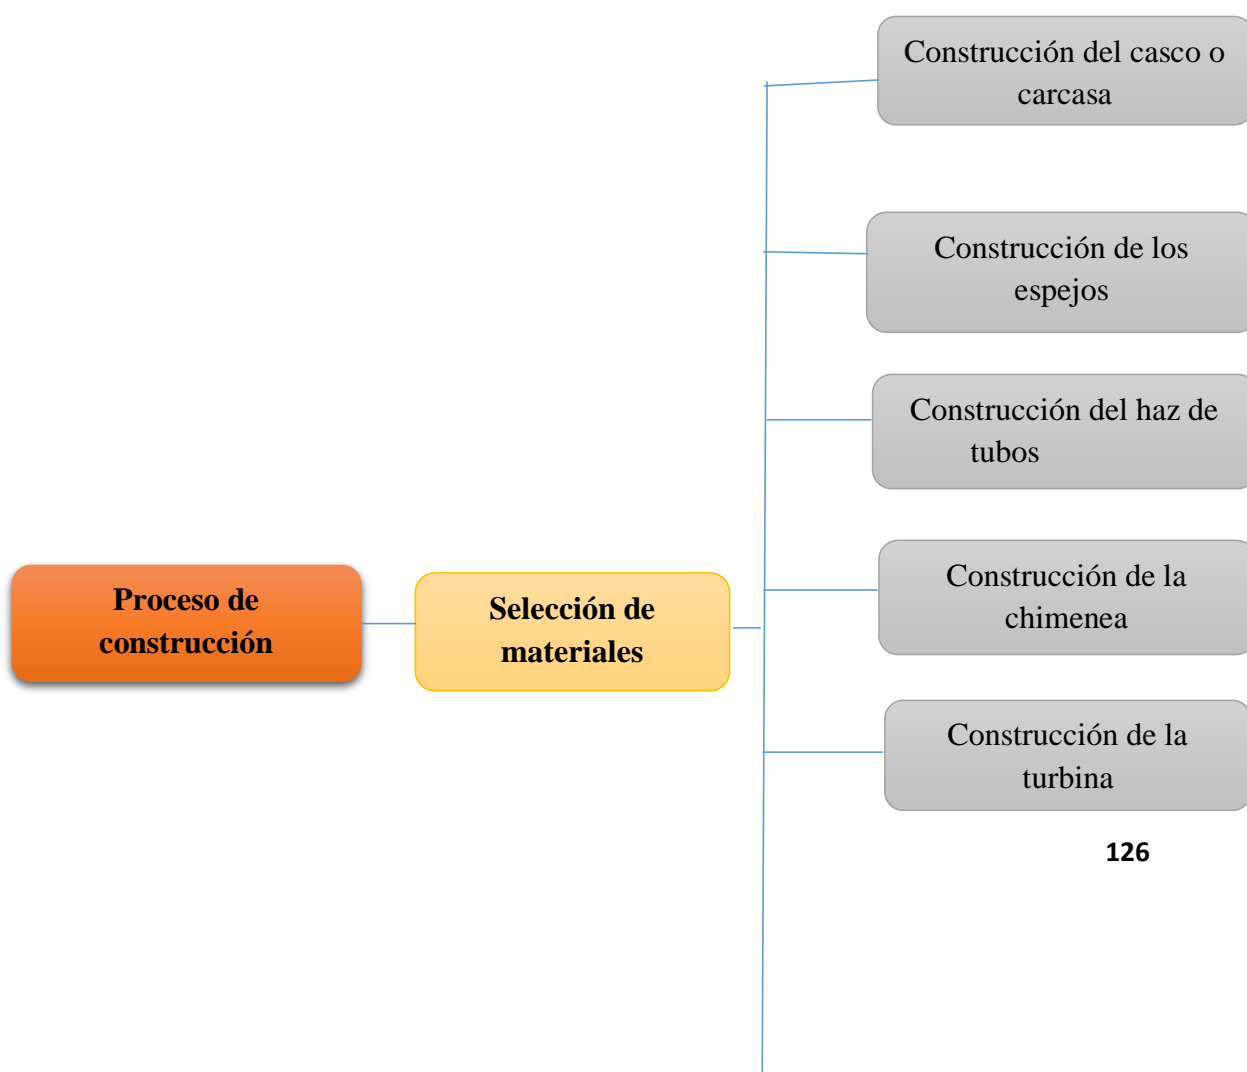 Construcción del casco o
carcasa
Construcción de los
espejos
Construcción del haz de
tubos
Proceso de
construcción
Selección de
materiales
Construcción de la
chimenea
Construcción de la
turbina
126